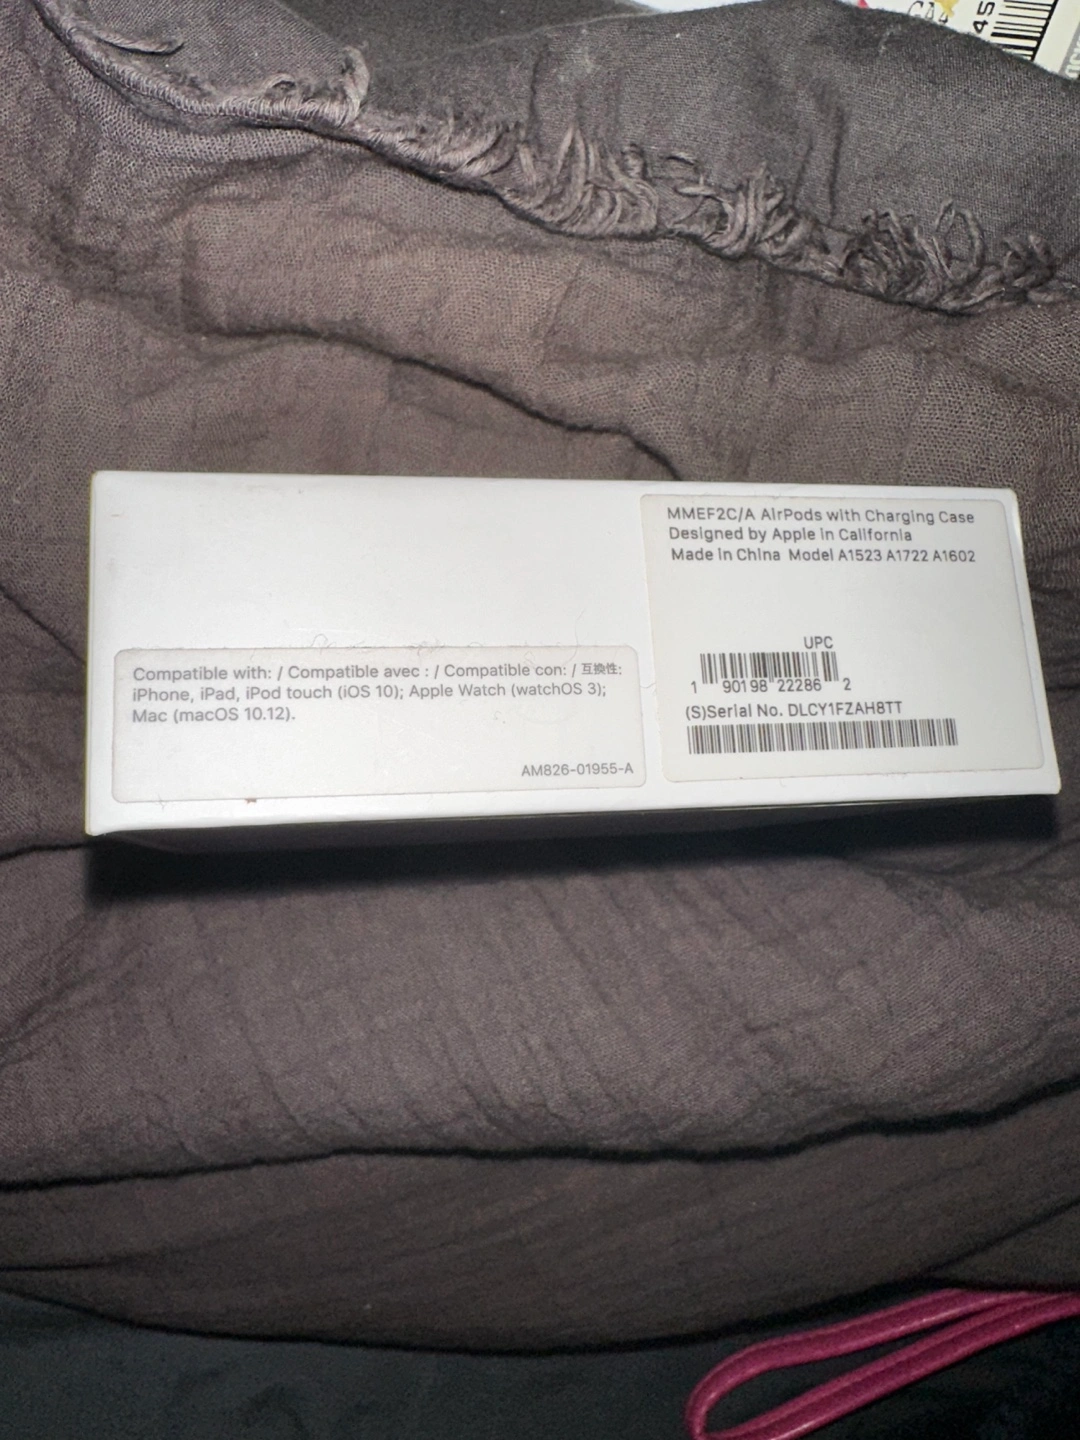 GA4
45
Compatible with: / Compatible avec : / Compatible con: / 互換性:
iPhone, iPad, iPod touch (iOS 10); Apple Watch (watchOS 3);
Mac (macOS 10.12).
AM826-01955-A
MMEF2C/A AirPods with Charging Case
Designed by Apple in California
Made in China Model A1523 A1722 A1602
UPC
1 90198 22286 2
(S)Serial No. DLCY1FZAH8TT